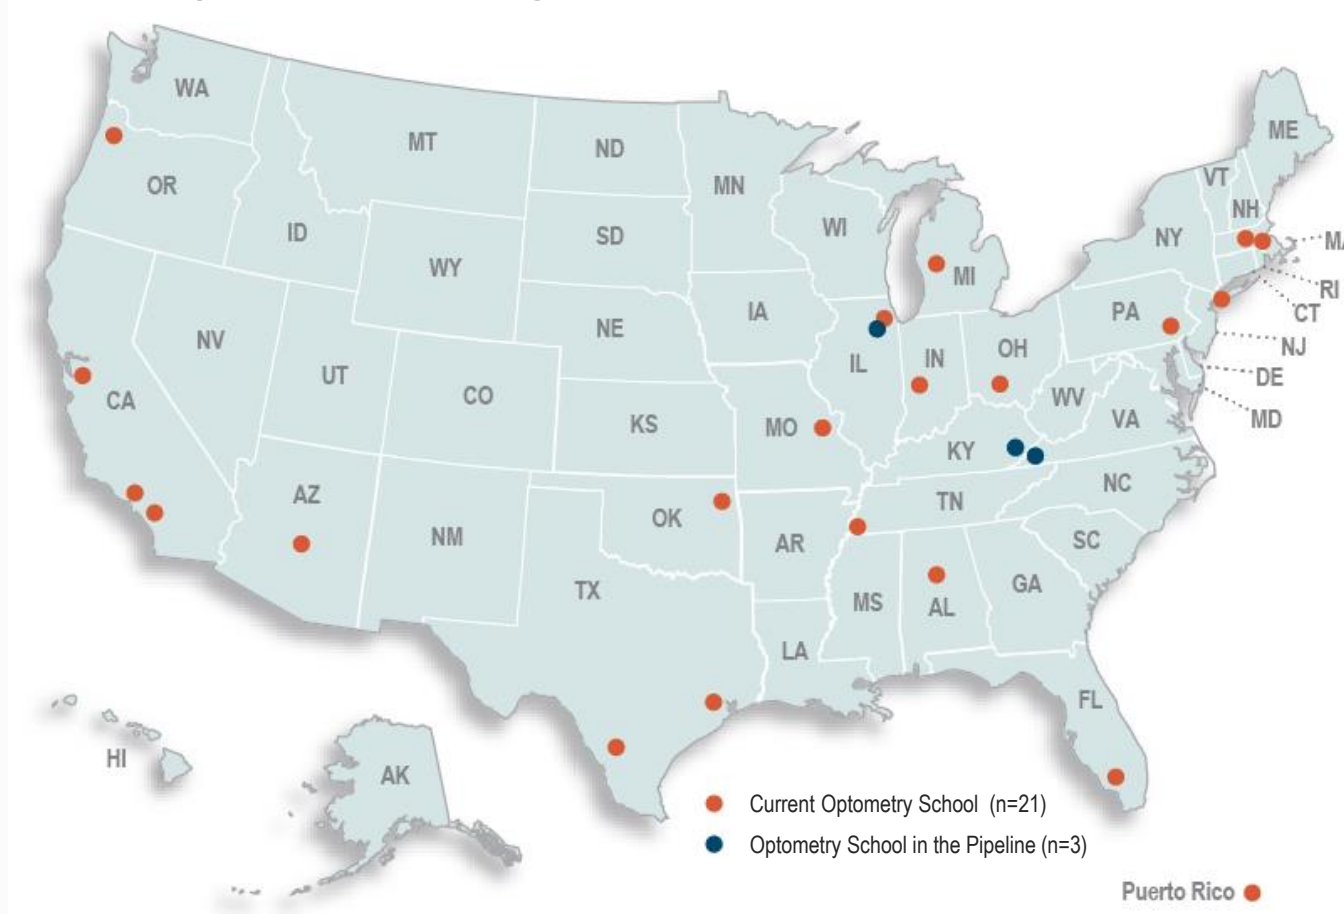 WA
ME
MT
ND
VT
OR
MN
NH
ID
WI
NY
SD
MA
WY
MI
RI
IA
PA
CT
NE
NV
OH
NJ
IL
IN
UT
DE
CO
WV
CA
MD
KS
MO
VA
KY
AZ
NC
TN
OK
NM
AR
SC
GA
TX
MS
AL
LA
FL
HI
AK
Current Optometry School (n=21)
Optometry School in the Pipeline (n=3)
Puerto Rico